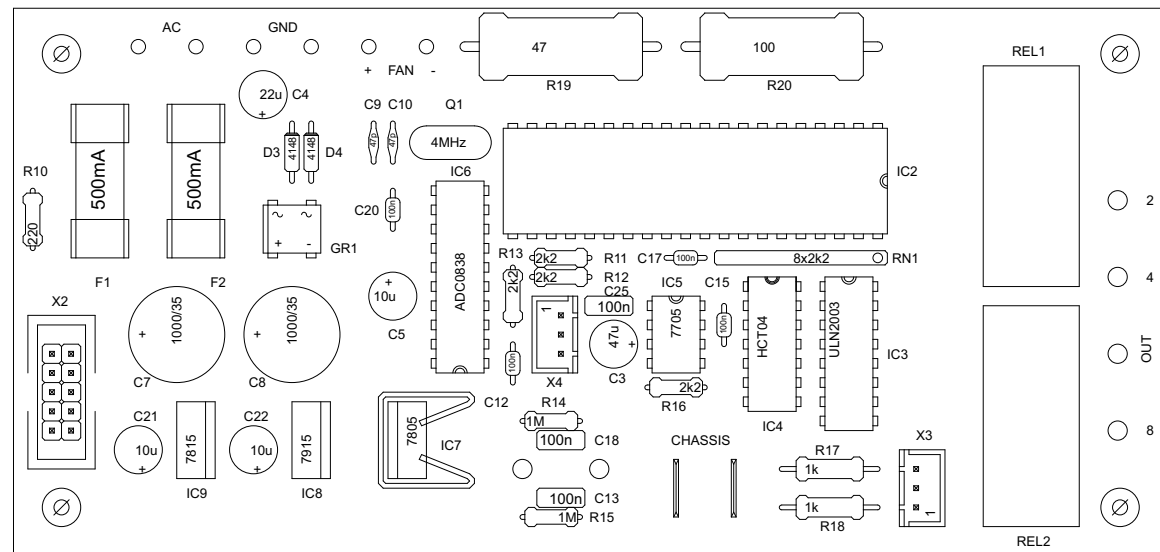 AC
GND
+ FAN -
47
R19
100
R20
REL1
22u
+
C4
C9
C10
47p
47p
Q1
4MHz
D3
4148
4148
D4
IC2
R10
220
500mA
500mA
C20
100n
IC6
ADC0838
~ ~
+ -
GR1
R13
2k2
2k2
R11
2k2
R12
C17
100n
8x2k2
RN1
2
4
F1
F2
X2
1000/35
+
C7
1000/35
+
C8
+
10u
C5
C25
100n
IC5
7705
C15
100n
HCT04
ULN2003
IC3
1
X4
47u
+
C3
100n
C12
2k2
R16
IC4
OUT
8
C21
10u
+
7815
IC9
C22
10u
+
7915
IC8
7805
IC7
R14
1M
100n
C18
CHASSIS
R17
1k
X3
1
100n
C13
1M
R15
1k
R18
REL2